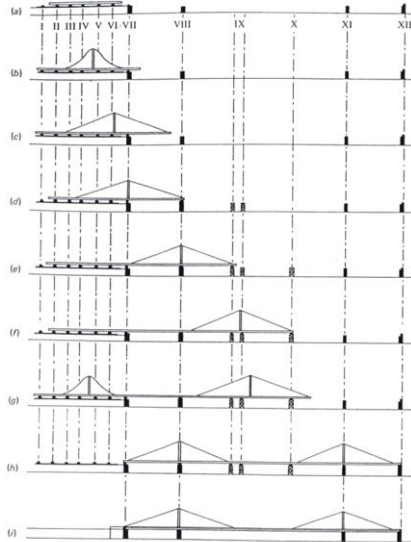 (a)
I II III IV V VI VII VIII IX X XI XII
(b)
(c)
(d)
(e)
(f)
(g)
(h)
(i)